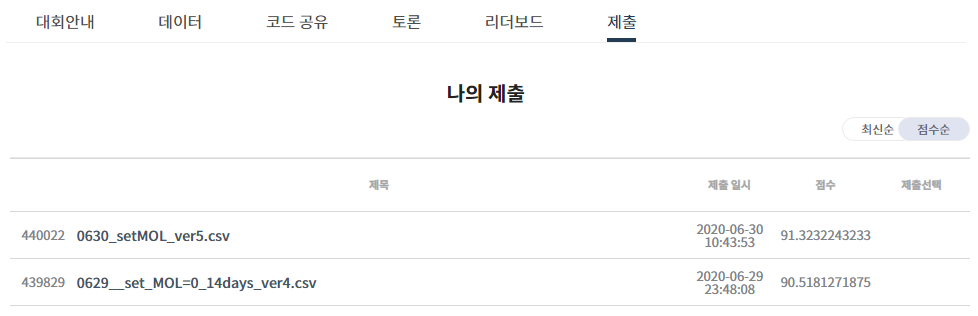 대회안내 데이터 코드 공유 토론 리더보드 제출
나의 제출
최신순 점수순
제목 제출 일시 점수 제출선택
440022 0630_setMOL_ver5.csv 2020-06-30 10:43:53 91.3232243233
439829 0629__set_MOL=0_14days_ver4.csv 2020-06-29 23:48:08 90.5181271875